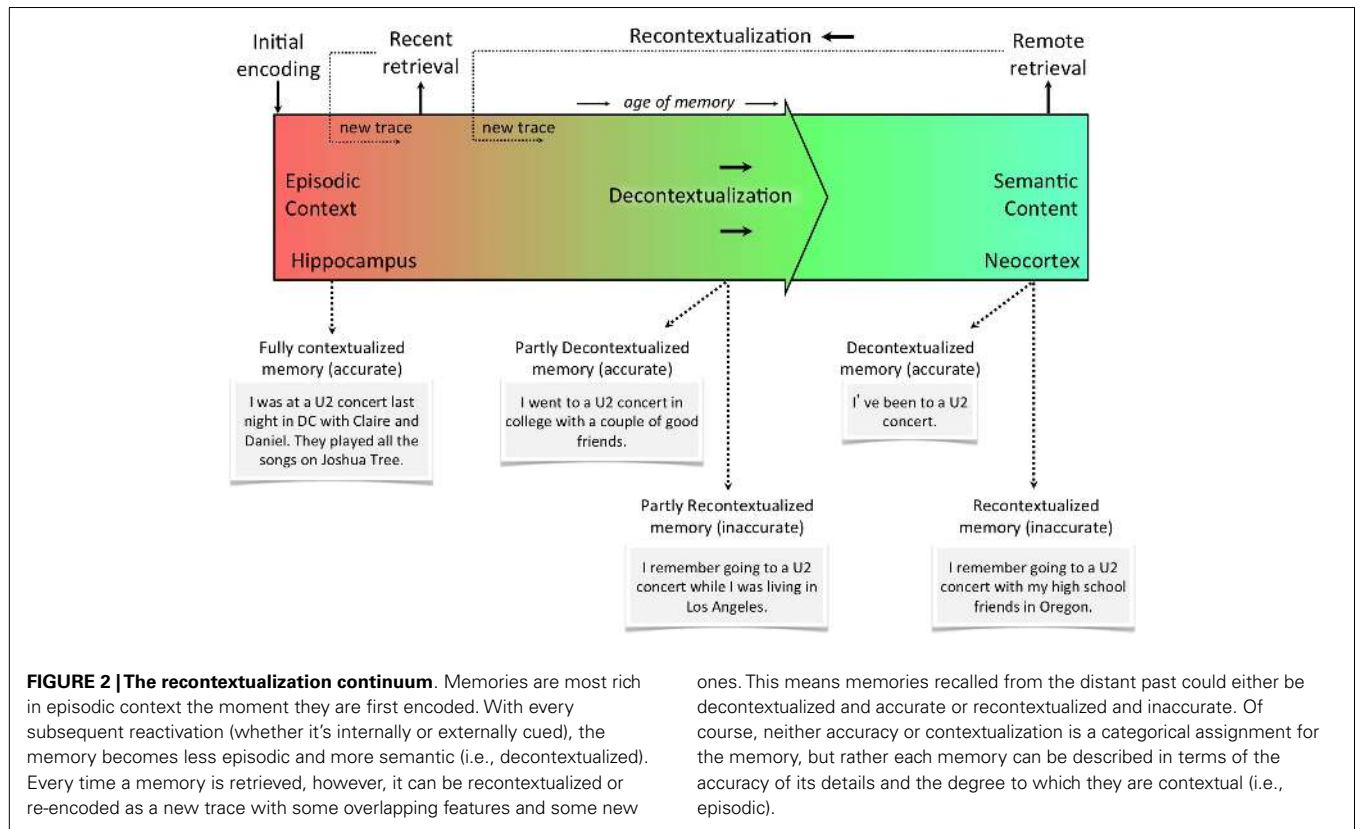 Initial
encoding
Recent
retrieval
Recontextualization
Remote
retrieval
age of memory
new trace
new trace
Episodic
Context
Decontextualization
Semantic
Content
Hippocampus
Neocortex
Fully contextualized
memory (accurate)
I was at a U2 concert last
night in DC with Claire and
Daniel. They played all the
songs on Joshua Tree.
Partly Decontextualized
memory (accurate)
I went to a U2 concert in
college with a couple of good
friends.
Decontextualized
memory (accurate)
I've been to a U2
concert.
Partly Recontextualized
memory (inaccurate)
I remember going to a U2
concert while I was living in
Los Angeles.
Recontextualized
memory (inaccurate)
I remember going to a U2
concert with my high school
friends in Oregon.
FIGURE 2 | The recontextualization continuum. Memories are most rich
in episodic context the moment they are first encoded. With every
subsequent reactivation (whether it's internally or externally cued), the
memory becomes less episodic and more semantic (i.e., decontextualized).
Every time a memory is retrieved, however, it can be recontextualized or
re-encoded as a new trace with some overlapping features and some new
ones. This means memories recalled from the distant past could either be
decontextualized and accurate or recontextualized and inaccurate. Of
course, neither accuracy or contextualization is a categorical assignment for
the memory, but rather each memory can be described in terms of the
accuracy of its details and the degree to which they are contextual (i.e.,
episodic).